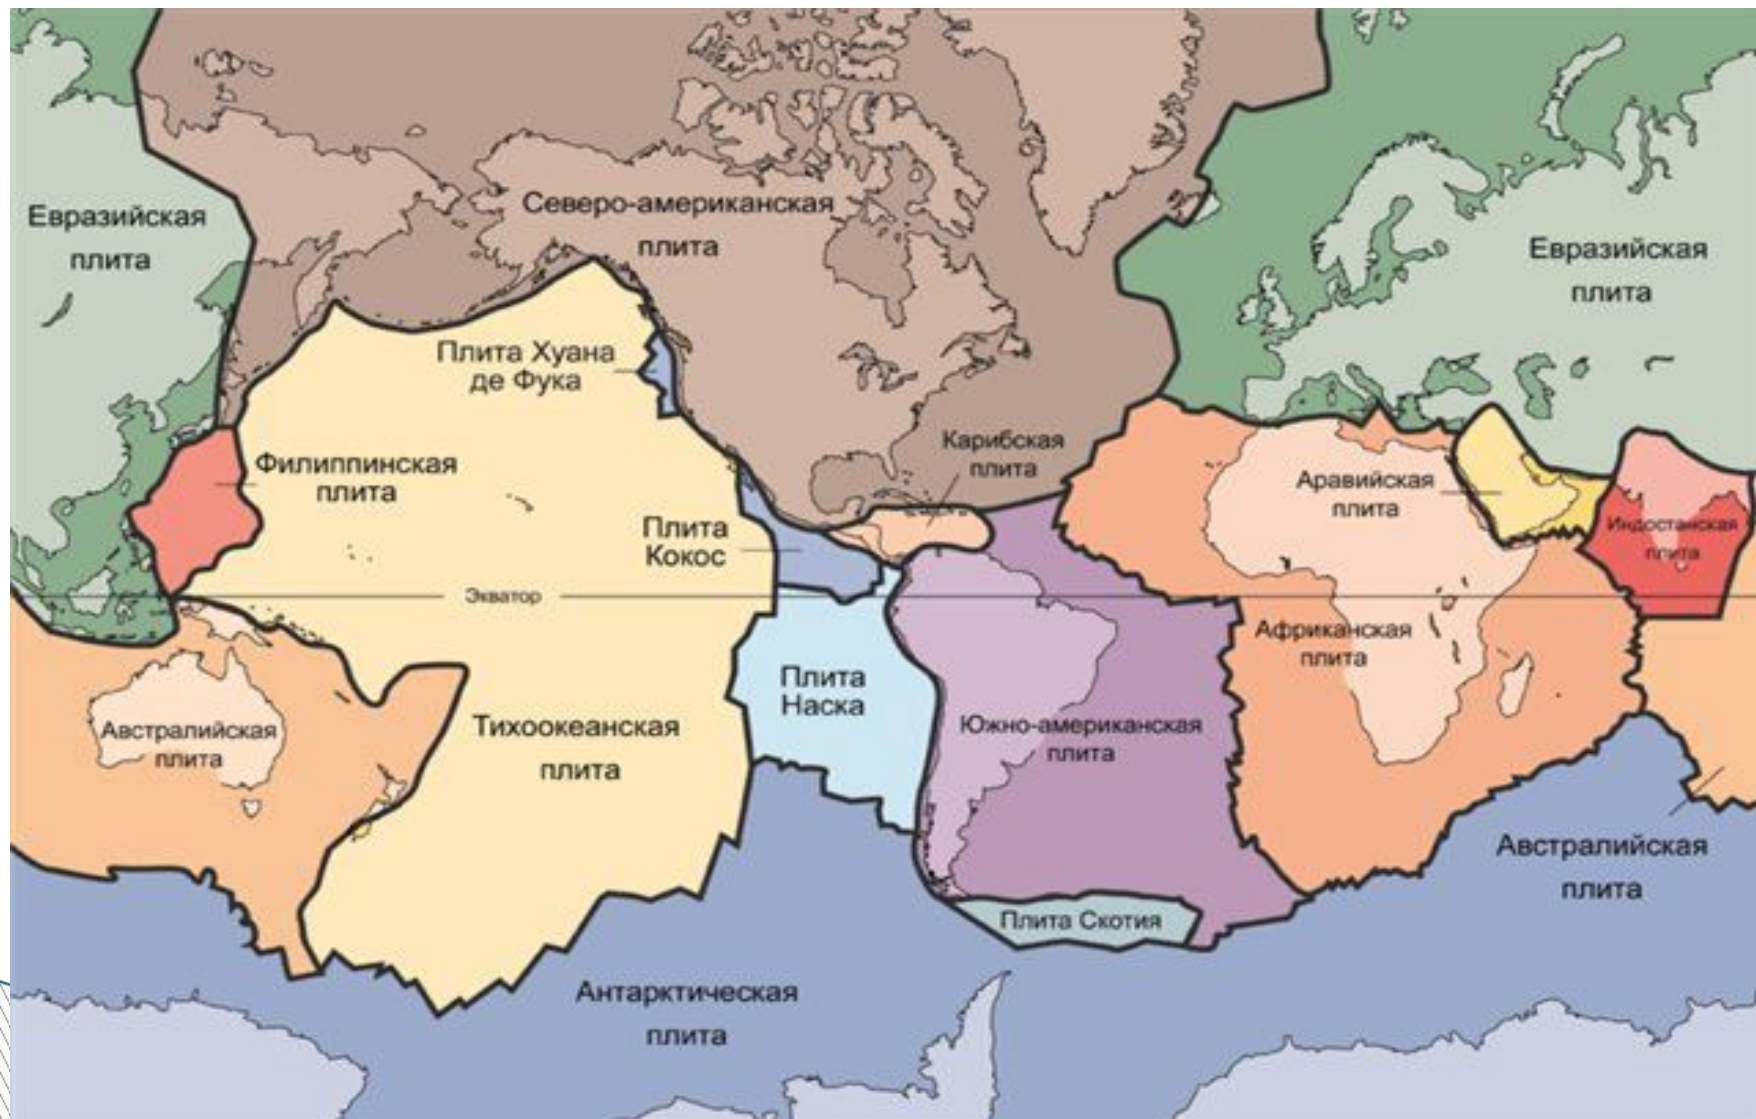 Евразийская
плита
Северо-американская
плита
Евразийская
плита
Плита Хуана
де Фука
Карибская
плита
Филиппинская
плита
Аравийская
плита
Плита
Кокос
Индостанская
плита
Экватор
Африканская
плита
Плита
Наска
Австралийская
плита
Тихоокеанская
плита
Южно-американская
плита
Австралийская
плита
Плита Скотия
Антарктическая
плита